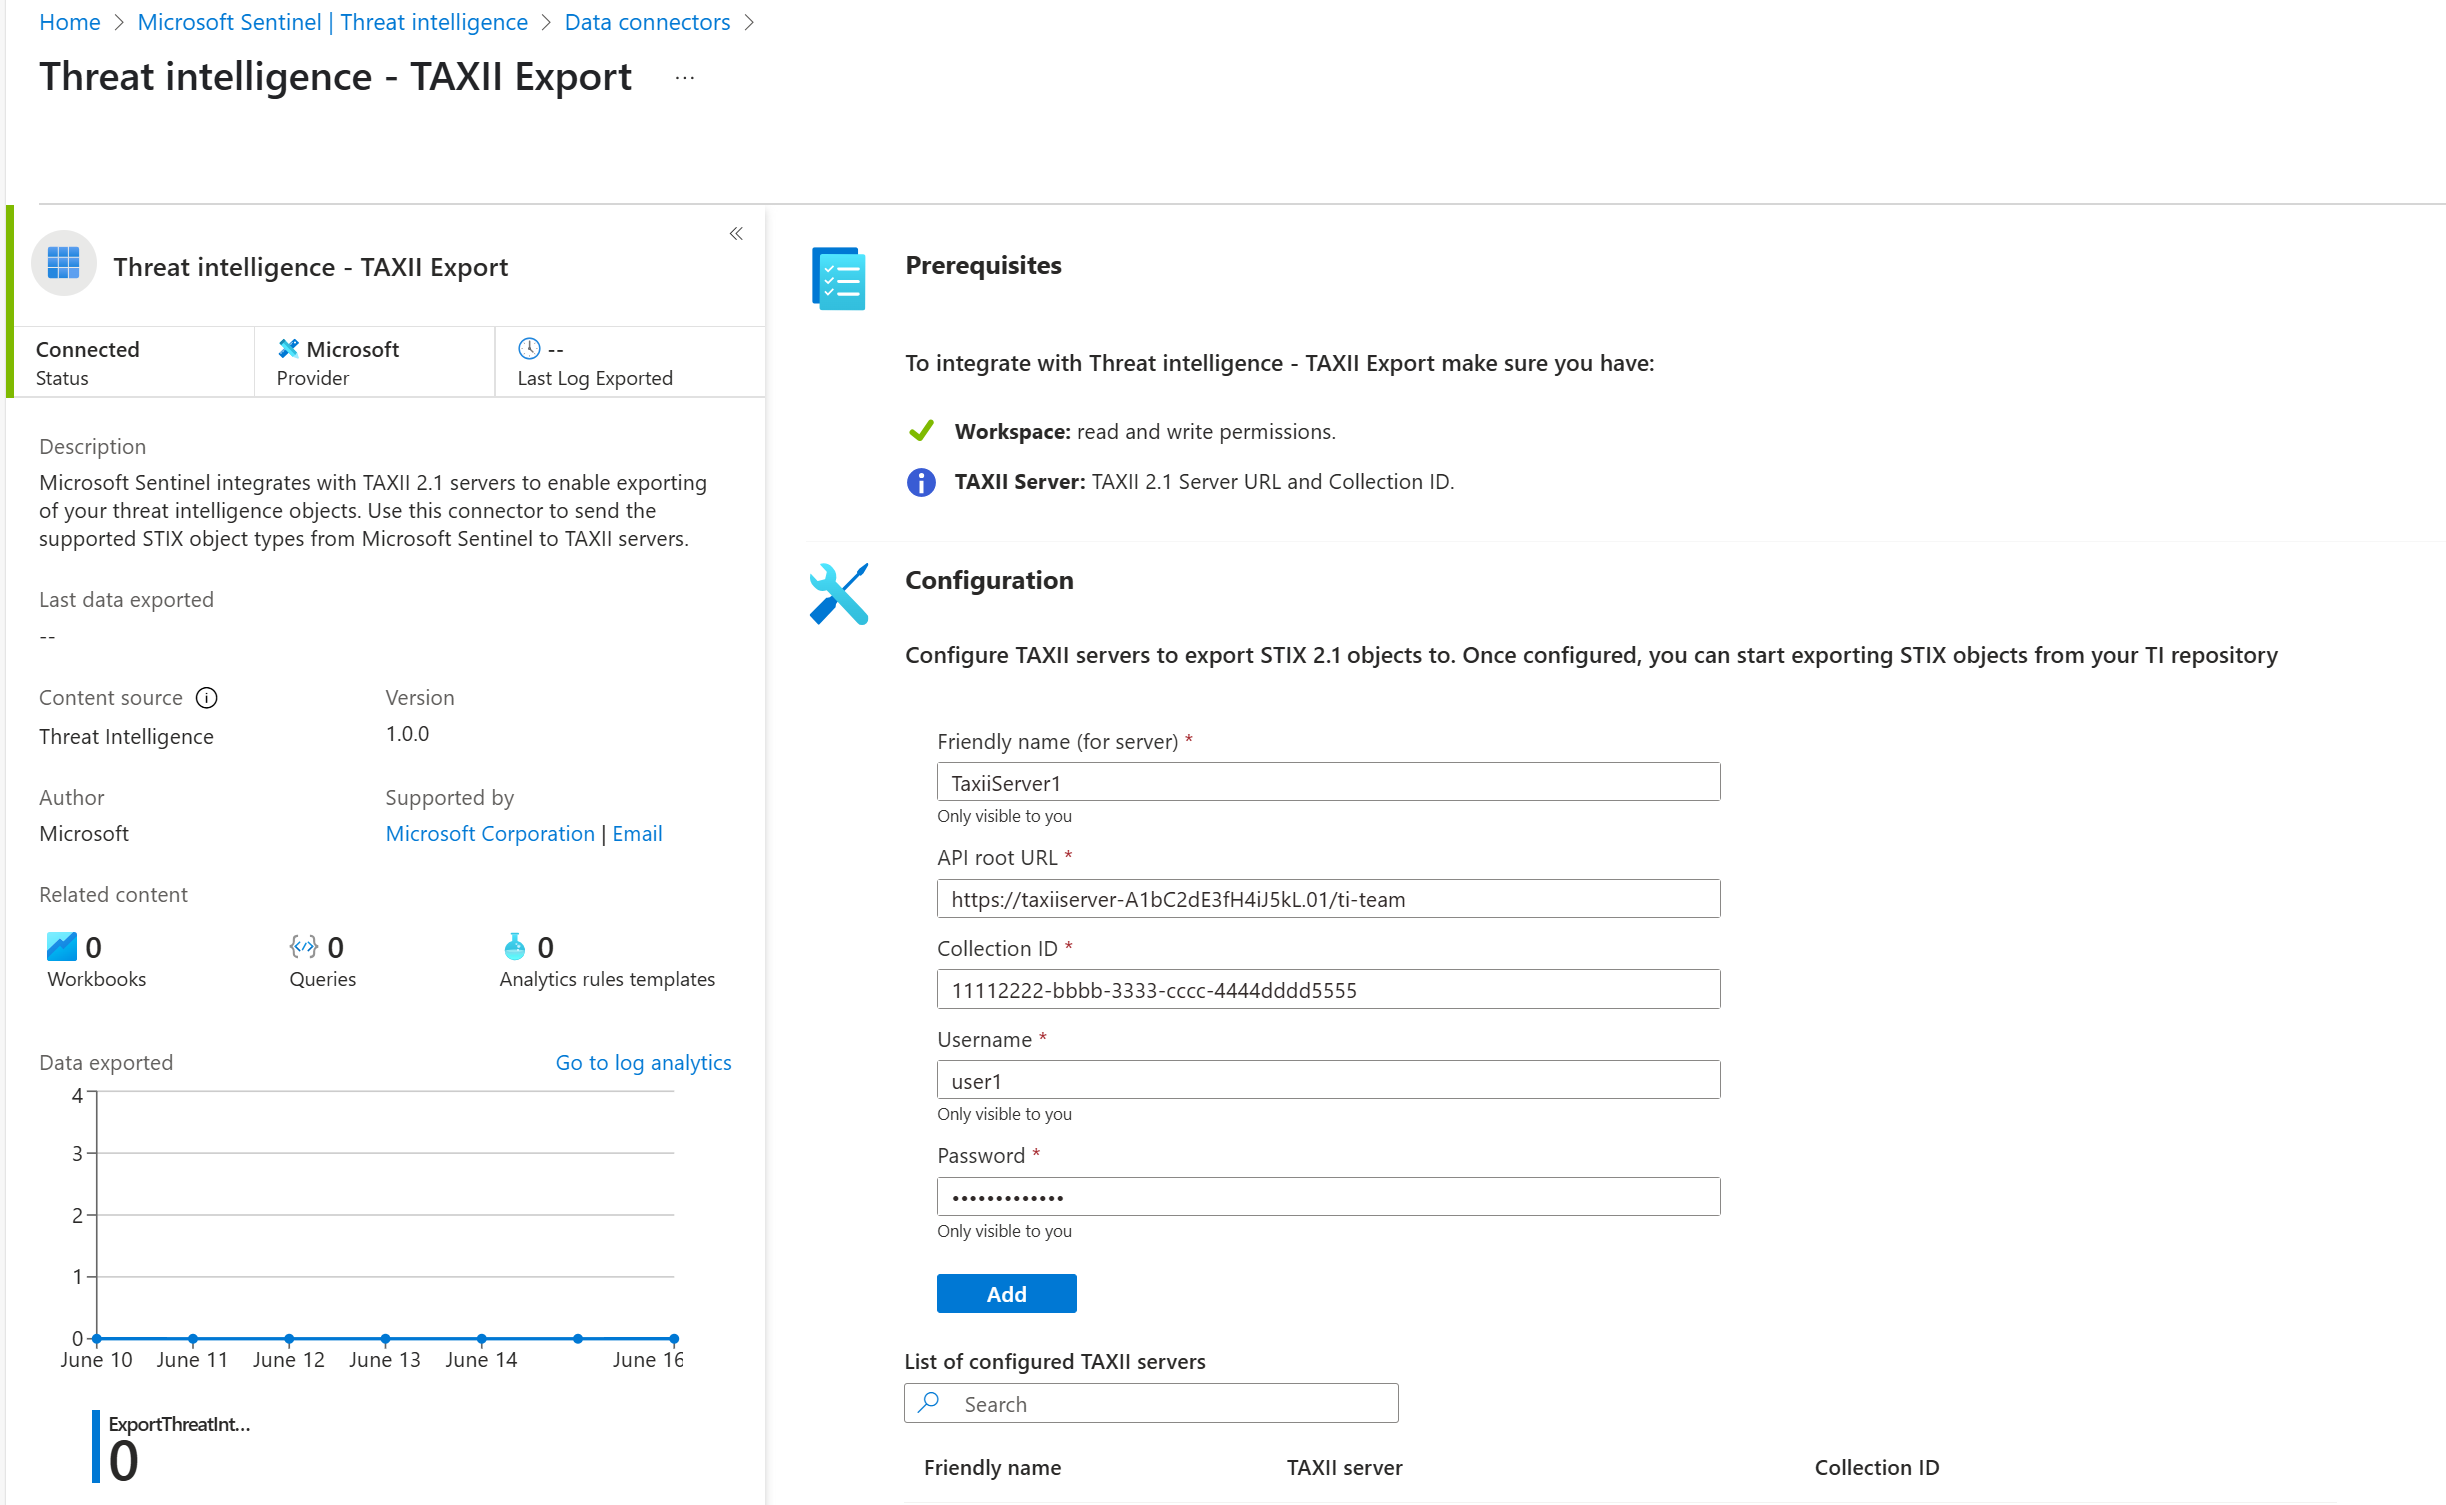 Home > Microsoft Sentinel | Threat intelligence > Data connectors >
Threat intelligence - TAXII Export ...
Threat intelligence - TAXII Export
Connected
Status
Microsoft
Provider
--
Last Log Exported
Description
Microsoft Sentinel integrates with TAXII 2.1 servers to enable exporting
of your threat intelligence objects. Use this connector to send the
supported STIX object types from Microsoft Sentinel to TAXII servers.
Last data exported
--
Content source
Threat Intelligence
Version
1.0.0
Author
Microsoft
Supported by
Microsoft Corporation | Email
Related content
0
Workbooks
0
Queries
0
Analytics rules templates
Data exported
Go to log analytics
4
3
2
1
0
June 10 June 11 June 12 June 13 June 14 June 16
ExportThreatInt...
0
Prerequisites
To integrate with Threat intelligence - TAXII Export make sure you have:
Workspace: read and write permissions.
TAXII Server: TAXII 2.1 Server URL and Collection ID.
Configuration
Configure TAXII servers to export STIX 2.1 objects to. Once configured, you can start exporting STIX objects from your TI repository
Friendly name (for server) *
TaxiiServer1
Only visible to you
API root URL *
https://taxiiserver-A1bC2dE3fH4iJ5kL.01/ti-team
Collection ID *
11112222-bbbb-3333-cccc-4444dddd5555
Username *
user1
Only visible to you
Password *
•••••••••••••
Only visible to you
Add
List of configured TAXII servers
Search
Friendly name TAXII server Collection ID